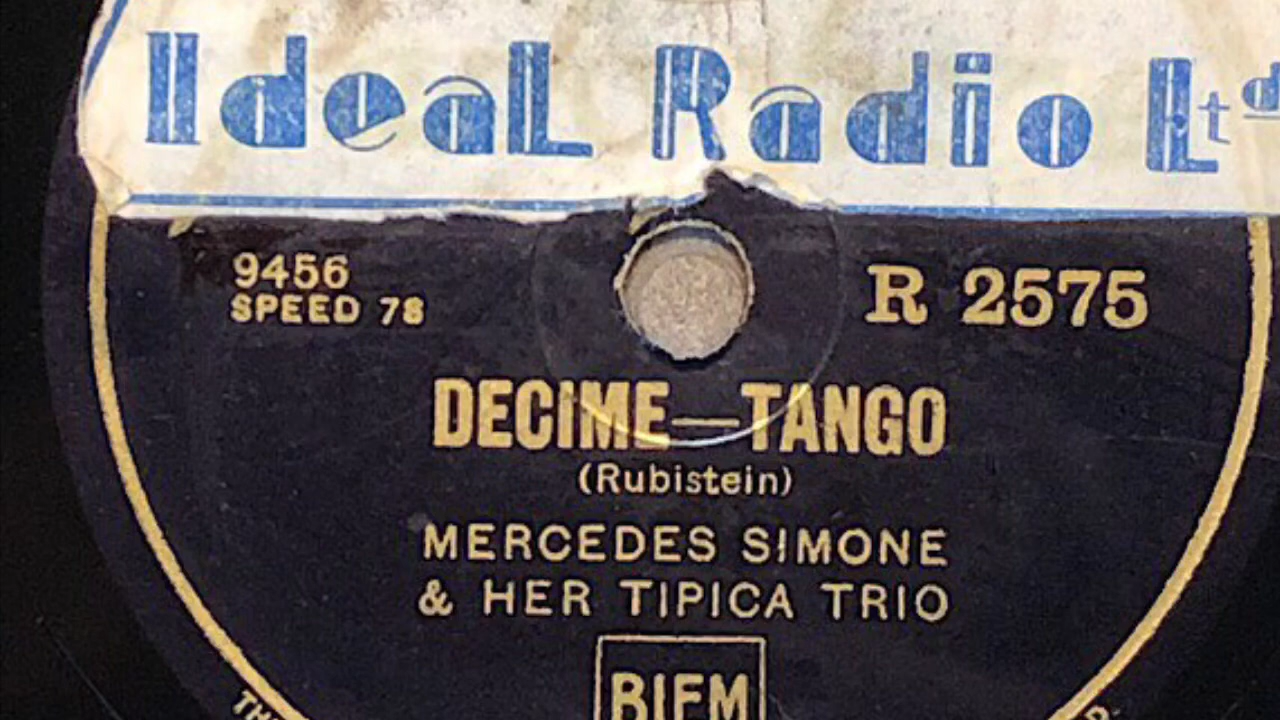 IdeaL Radio Ltd
9456
SPEED 78
R 2575
DECIME—TANGO
(Rubistein)
MERCEDES SIMONE
& HER TIPICA TRIO
BIEM